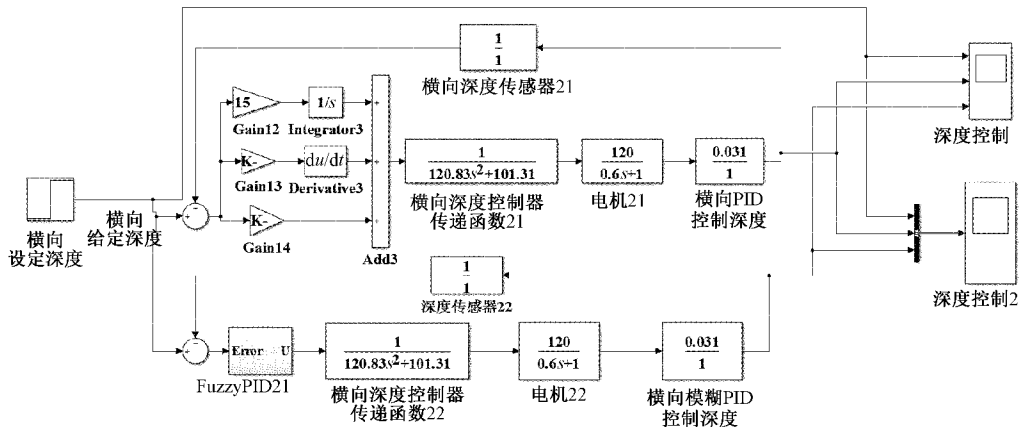 1
1
横向深度传感器21
深度控制
15
Gain12
1/s
Integrator3
K-
Gain13
du/dt
Derivative3
K-
Gain14
+
+
+
Add3
1
120.83s²+101.31
横向深度控制器
传递函数21
120
0.6s+1
电机21
0.031
1
横向PID
控制深度
横向
设定深度
横向
给定深度
1
1
深度传感器22
深度控制2
Error U
FuzzyPID21
1
120.83s²+101.31
横向深度控制器
传递函数22
120
0.6s+1
电机22
0.031
1
横向模糊PID
控制深度